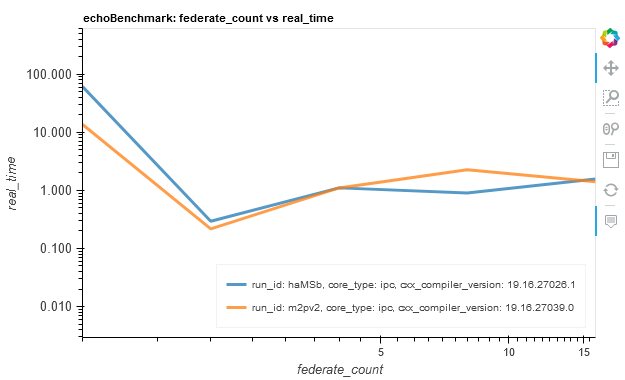 echoBenchmark: federate_count vs real_time
100.000
10.000
1.000
0.100
0.010
real_time
run_id: haMSb, core_type: ipc, cxx_compiler_version: 19.16.27026.1
run_id: m2pv2, core_type: ipc, cxx_compiler_version: 19.16.27039.0
5
10
15
federate_count